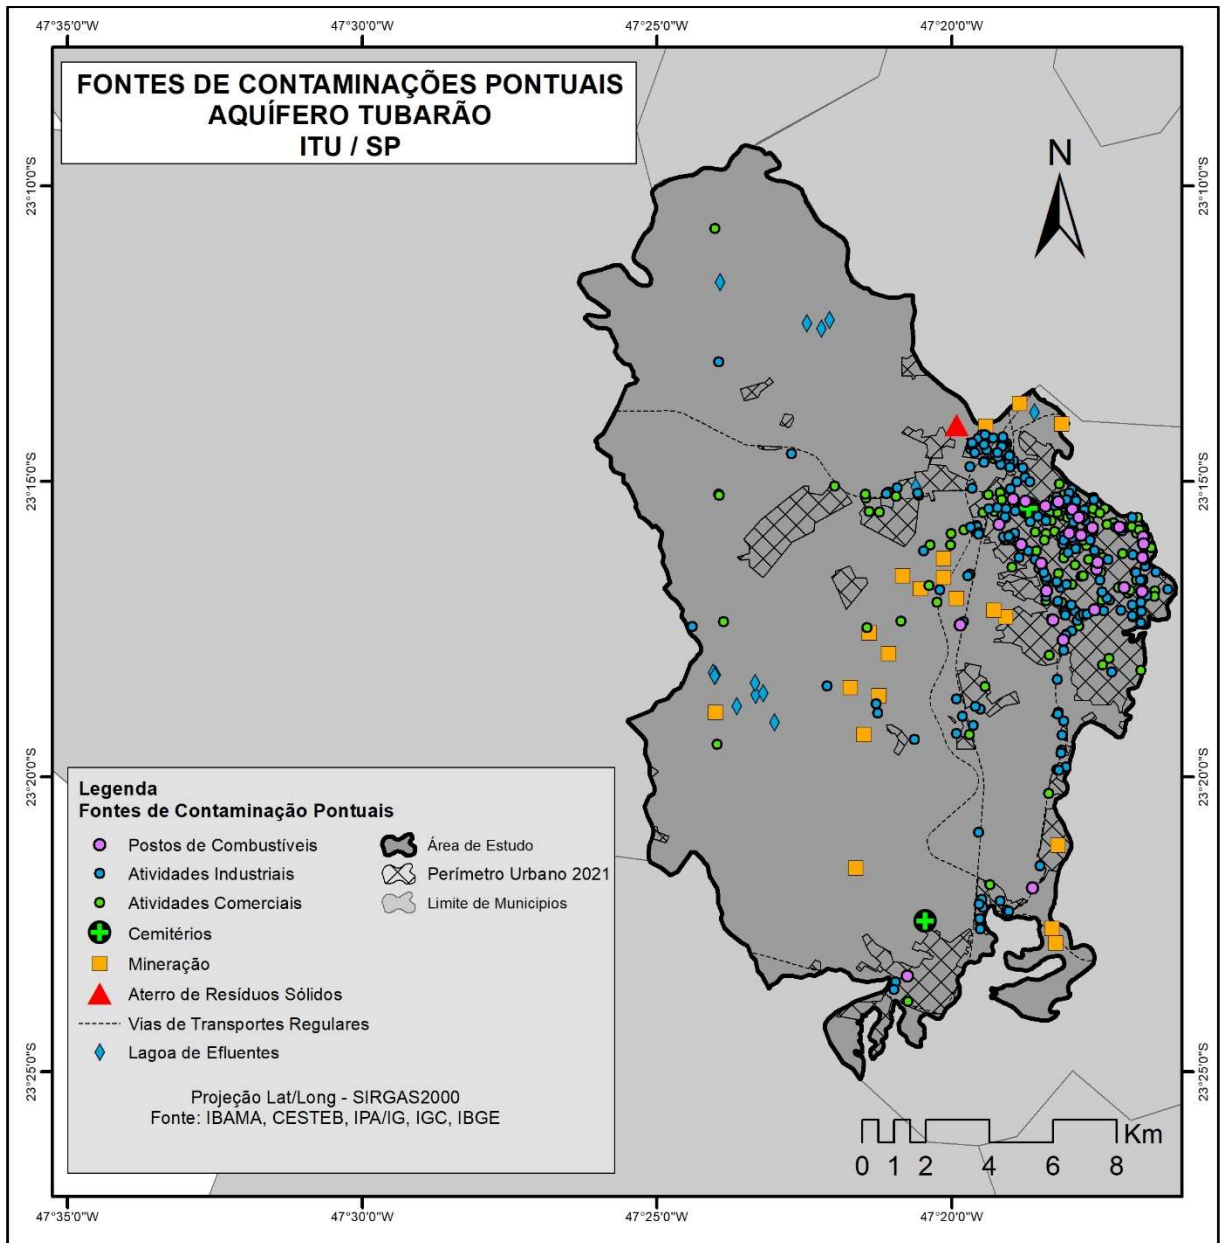 47°35'0"W
47°30'0"W
47°25'0"W
47°20'0"W
FONTES DE CONTAMINAÇÕES PONTUAIS
AQUÍFERO TUBARÃO
ITU / SP
N
23°10'0"S
23°10'0"S
23°15'0"S
23°15'0"S
23°20'0"S
23°20'0"S
Legenda
Fontes de Contaminação Pontuais
Postos de Combustíveis
Atividades Industriais
Atividades Comerciais
Cemitérios
Mineração
Aterro de Resíduos Sólidos
Vias de Transportes Regulares
Lagoa de Efluentes
Área de Estudo
Perímetro Urbano 2021
Limite de Municipios
Projeção Lat/Long - SIRGAS2000
Fonte: IBAMA, CESTEB, IPA/IG, IGC, IBGE
23°25'0"S
23°25'0"S
Km
0 1 2 4 6 8
47°35'0"W
47°30'0"W
47°25'0"W
47°20'0"W